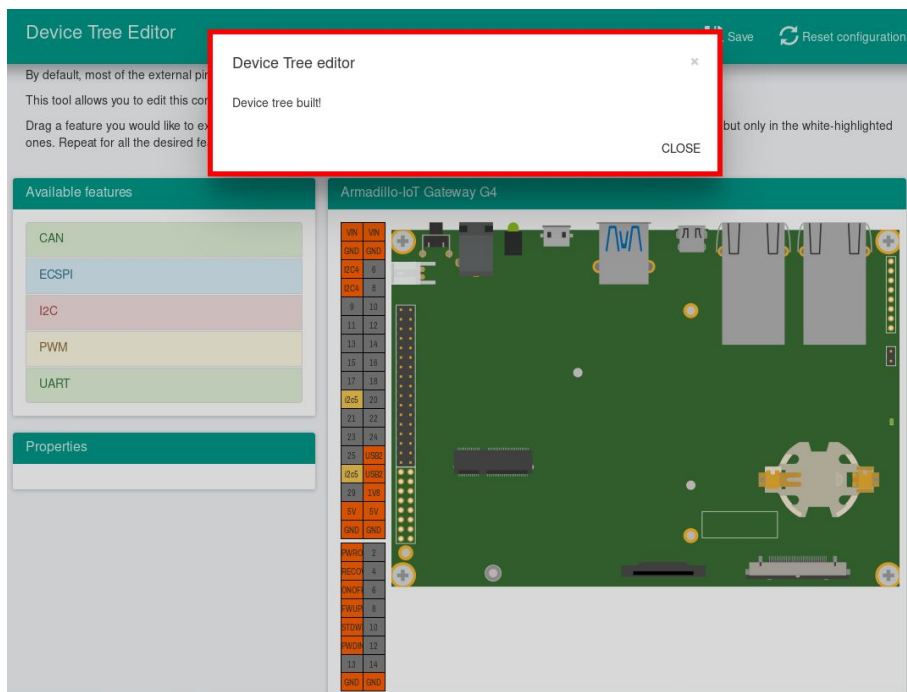 Device Tree Editor
Save
Reset configuration
Device Tree editor
×
Device tree built!
CLOSE
By default, most of the external pin
This tool allows you to edit this con
Drag a feature you would like to ex
but only in the white-highlighted
ones. Repeat for all the desired fe
Available features
CAN
ECSPI
I2C
PWM
UART
Properties
Armadillo-IoT Gateway G4
VIN VIN
GND GND
I2C4 6
I2C4 8
9 10
11 12
13 14
15 16
17 18
i2c5 20
21 22
23 24
25 USB2
i2c5 USB2
29 1V8
5V 5V
GND GND
PWRO 2
RECOV 4
ONOFF 6
FWUP 8
STDW 10
PWDIN 12
13 14
GND GND